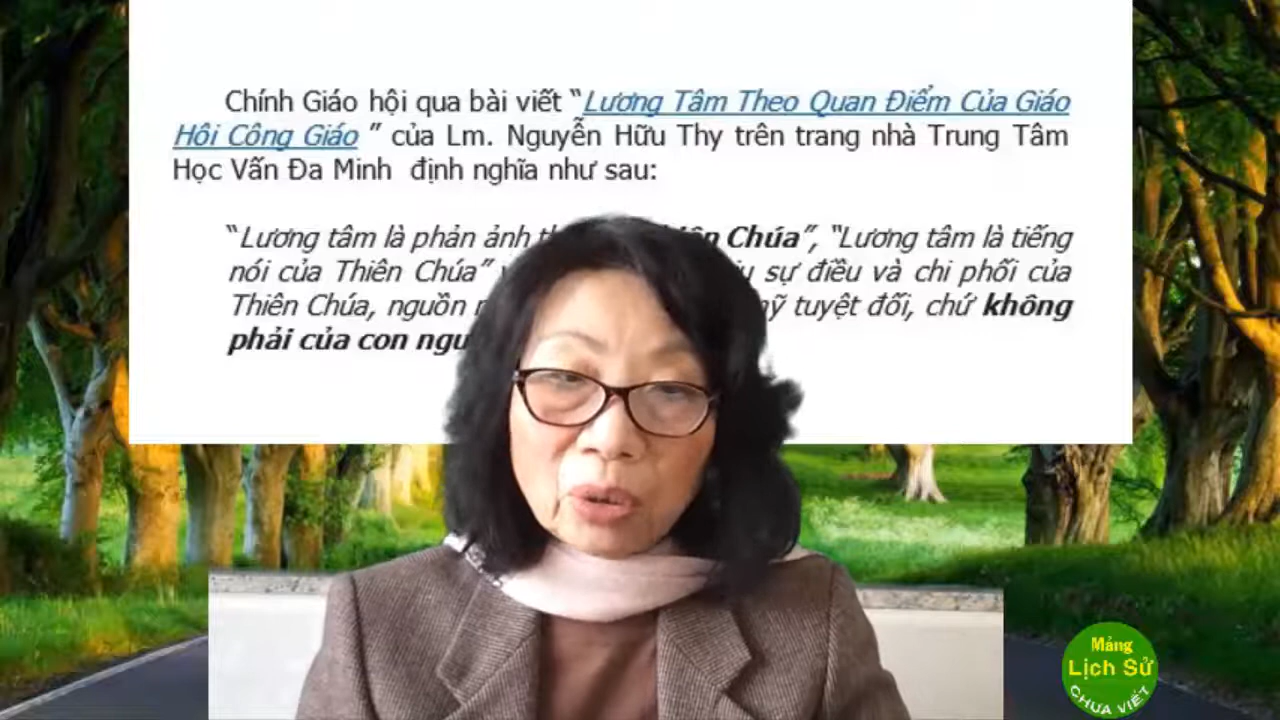 Chính Giáo hội qua bài viết “Lương Tâm Theo Quan Điểm Của Giáo
Hôi Công Giáo ” của Lm. Nguyễn Hữu Thy trên trang nhà Trung Tâm
Học Vấn Đa Minh định nghĩa như sau:
“Lương tâm là phản ảnh Chúa”, “Lương tâm là tiếng
nói của Thiên Chúa” sự điều và chi phối của
Thiên Chúa, nguồn tuyệt đối, chứ không
phải của con
Mảng
Lịch Sử
CHƯA VIẾT